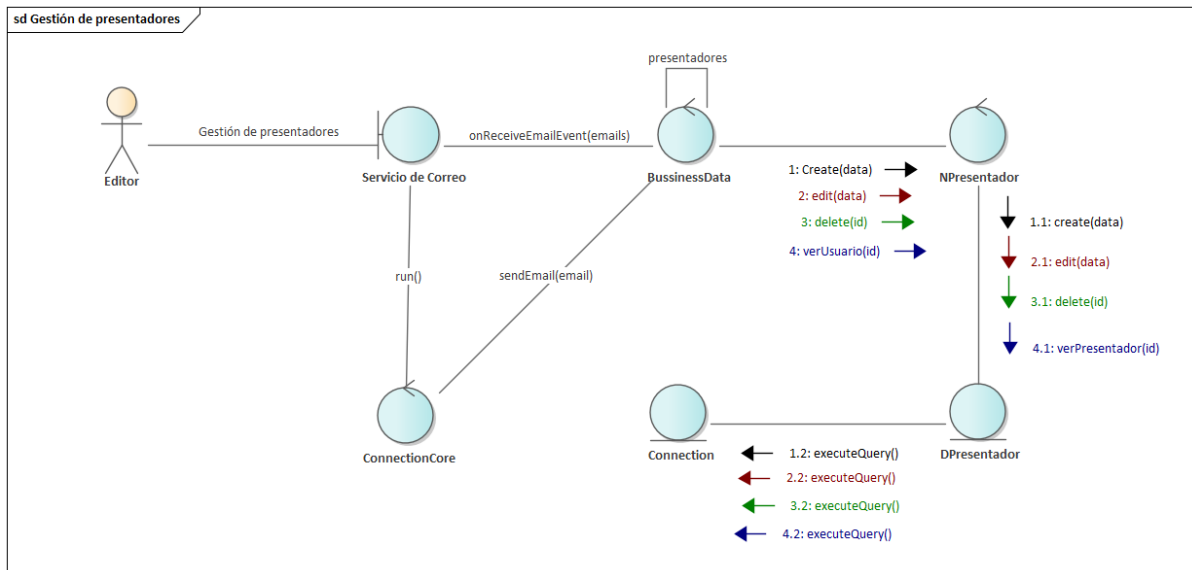 sd Gestión de presentadores
presentadores
Gestión de presentadores
onReceiveEmailEvent(emails)
Editor
Servicio de Correo
BussinessData
NPresentador
1: Create(data)
2: edit(data)
3: delete(id)
4: verUsuario(id)
1.1: create(data)
2.1: edit(data)
3.1: delete(id)
4.1: verPresentador(id)
run()
sendEmail(email)
ConnectionCore
Connection
DPresentador
1.2: executeQuery()
2.2: executeQuery()
3.2: executeQuery()
4.2: executeQuery()